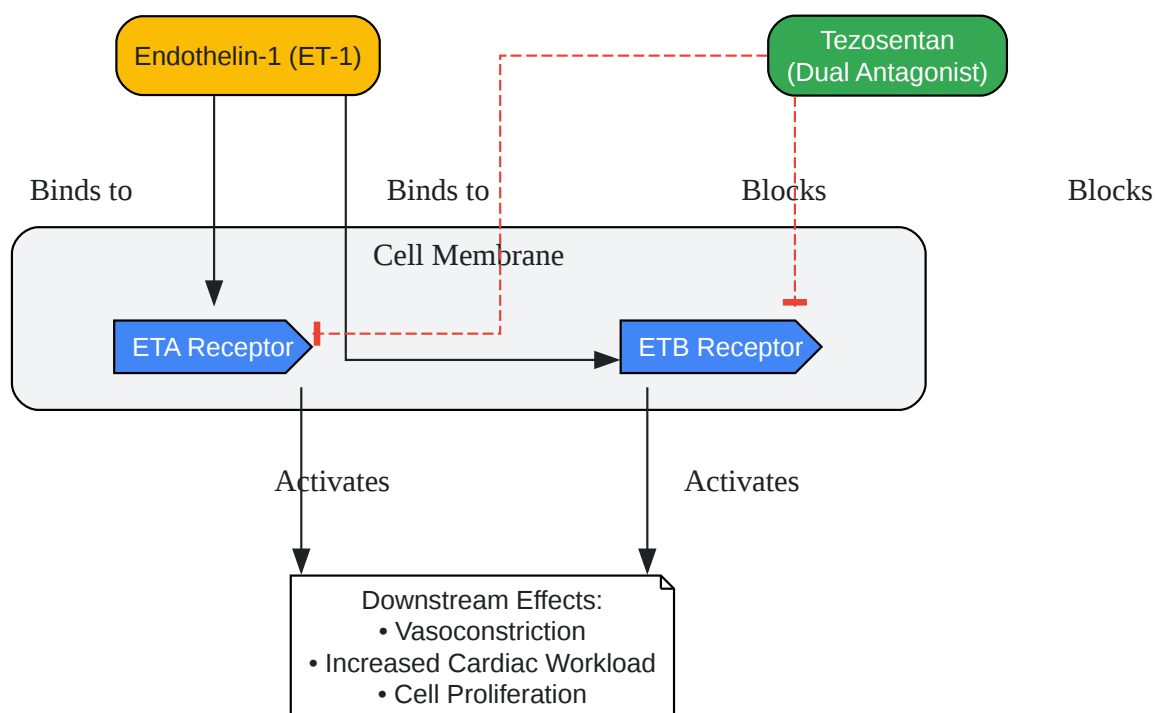 Endothelin-1 (ET-1)
Tezosentan
(Dual Antagonist)
Binds to
Binds to
Blocks
Blocks
Cell Membrane
ETA Receptor
ETB Receptor
Activates
Activates
Downstream Effects:
• Vasoconstriction
• Increased Cardiac Workload
• Cell Proliferation